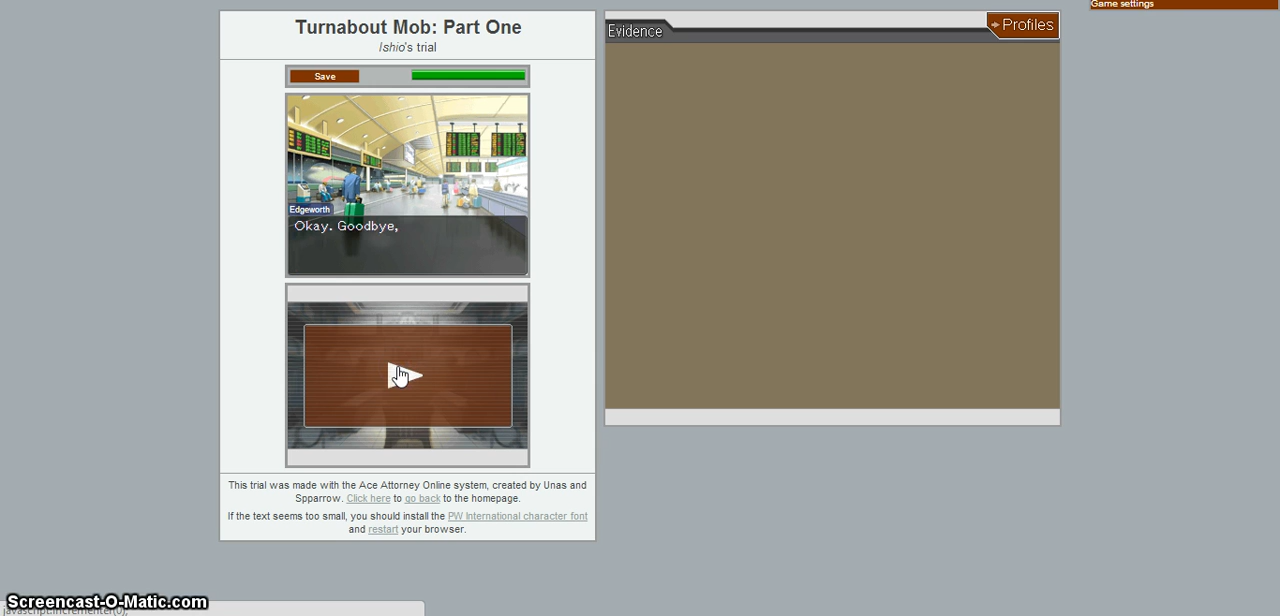 Game settings
Turnabout Mob: Part One
Ishio's trial
Save
Edgeworth
Okay. Goodbye,
Evidence
Profiles
This trial was made with the Ace Attorney Online system, created by Unas and
Spparrow. Click here to go back to the homepage.
If the text seems too small, you should install the PW International character font
and restart your browser.
Screencast-O-Matic.com